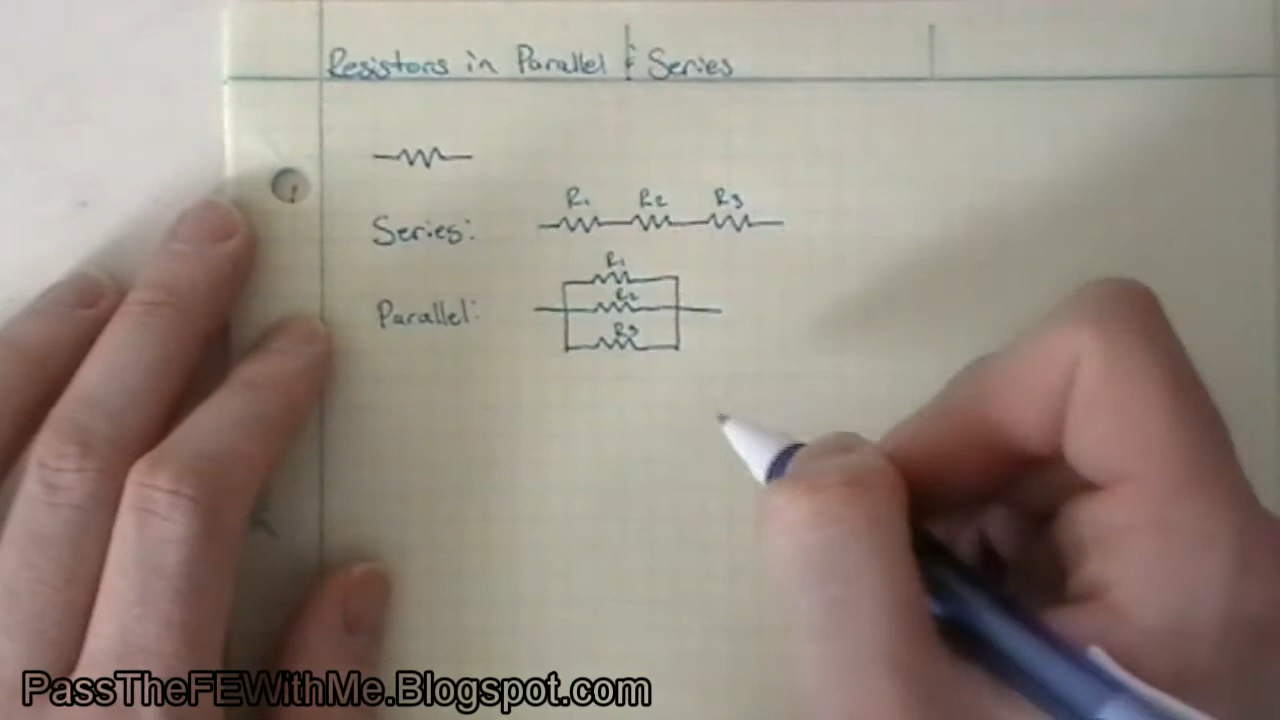 Resistors in Parallel & Series
R1 R2 R3
Series:
R1
R2
Parallel:
R3
PassTheFEWithMe.Blogspot.com